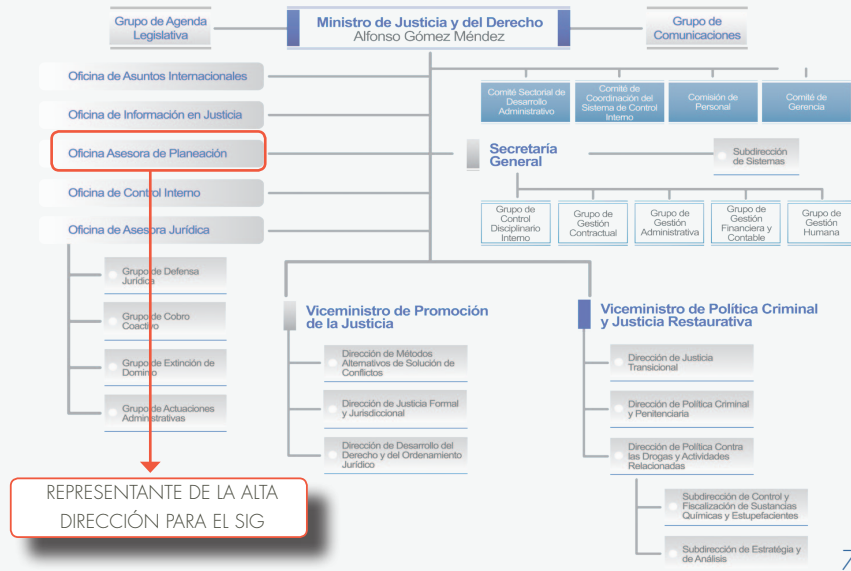 Grupo de Agenda
Legislativa
Ministro de Justicia y del Derecho
Alfonso Gómez Méndez
Grupo de
Comunicaciones
Oficina de Asuntos Internacionales
Oficina de Información en Justicia
Oficina Asesora de Planeación
Oficina de Control Interno
Oficina de Asesora Jurídica
Comité Sectorial de
Desarrollo
Administrativo
Comité de
Coordinación del
Sistema de Control
Interno
Comisión de
Personal
Comité de
Gerencia
Secretaría
General
Subdirección
de Sistemas
Grupo de
Control
Disciplinario
Interno
Grupo de
Gestión
Contractual
Grupo de
Gestión
Administrativa
Grupo de
Gestión
Financiera y
Contable
Grupo de
Gestión
Humana
Grupo de Defensa
Jurídica
Grupo de Cobro
Coactivo
Grupo de Extinción de
Dominio
Grupo de Actuaciones
Administrativas
Viceministro de Promoción
de la Justicia
Dirección de Métodos
Alternativos de Solución de
Conflictos
Dirección de Justicia Formal
y Jurisdiccional
Dirección de Desarrollo del
Derecho y del Ordenamiento
Jurídico
Viceministro de Política Criminal
y Justicia Restaurativa
Dirección de Justicia
Transicional
Dirección de Política Criminal
y Penitenciaria
Dirección de Política Contra
las Drogas y Actividades
Relacionadas
Subdirección de Control y
Fiscalización de Sustancias
Químicas y Estupefacientes
Subdirección de Estratégia y
de Análisis
REPRESENTANTE DE LA ALTA
DIRECCIÓN PARA EL SIG